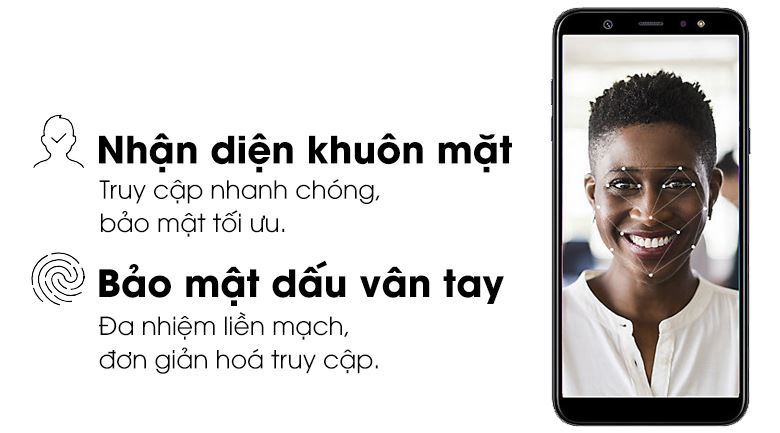 Nhận diện khuôn mặt
Truy cập nhanh chóng,
bảo mật tối ưu.
Bảo mật dấu vân tay
Đa nhiệm liền mạch,
đơn giản hoá truy cập.